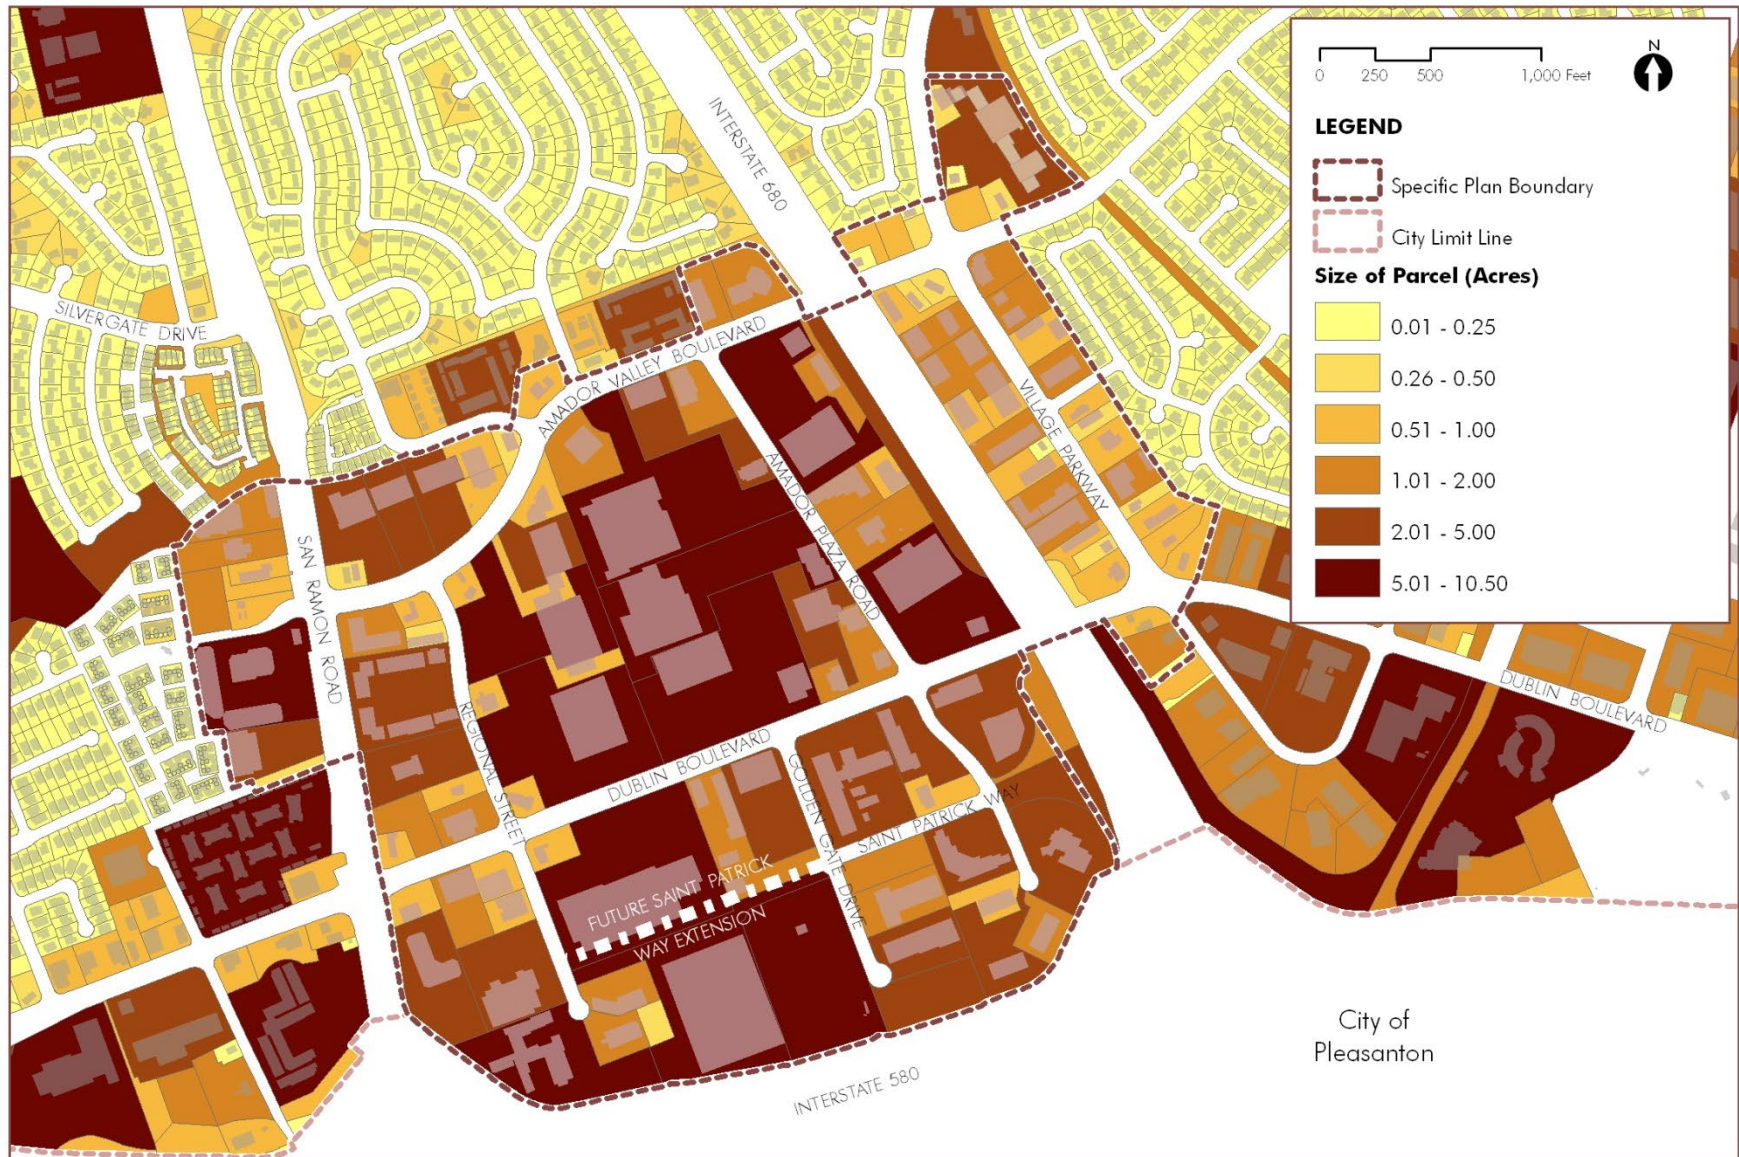 N
0 250 500 1,000 Feet
LEGEND
Specific Plan Boundary
City Limit Line
Size of Parcel (Acres)
0.01 - 0.25
0.26 - 0.50
0.51 - 1.00
1.01 - 2.00
2.01 - 5.00
5.01 - 10.50
INTERSTATE 680
SILVERGATE DRIVE
AMADOR VALLEY BOULEVARD
VILLAGE PARKWAY
AMADOR PLAZA ROAD
SAN RAMON ROAD
REGIONAL STREET
DUBLIN BOULEVARD
DUBLIN BOULEVARD
GOLDEN GATE DRIVE
SAINT PATRICK WAY
FUTURE SAINT PATRICK
WAY EXTENSION
INTERSTATE 580
City of
Pleasanton